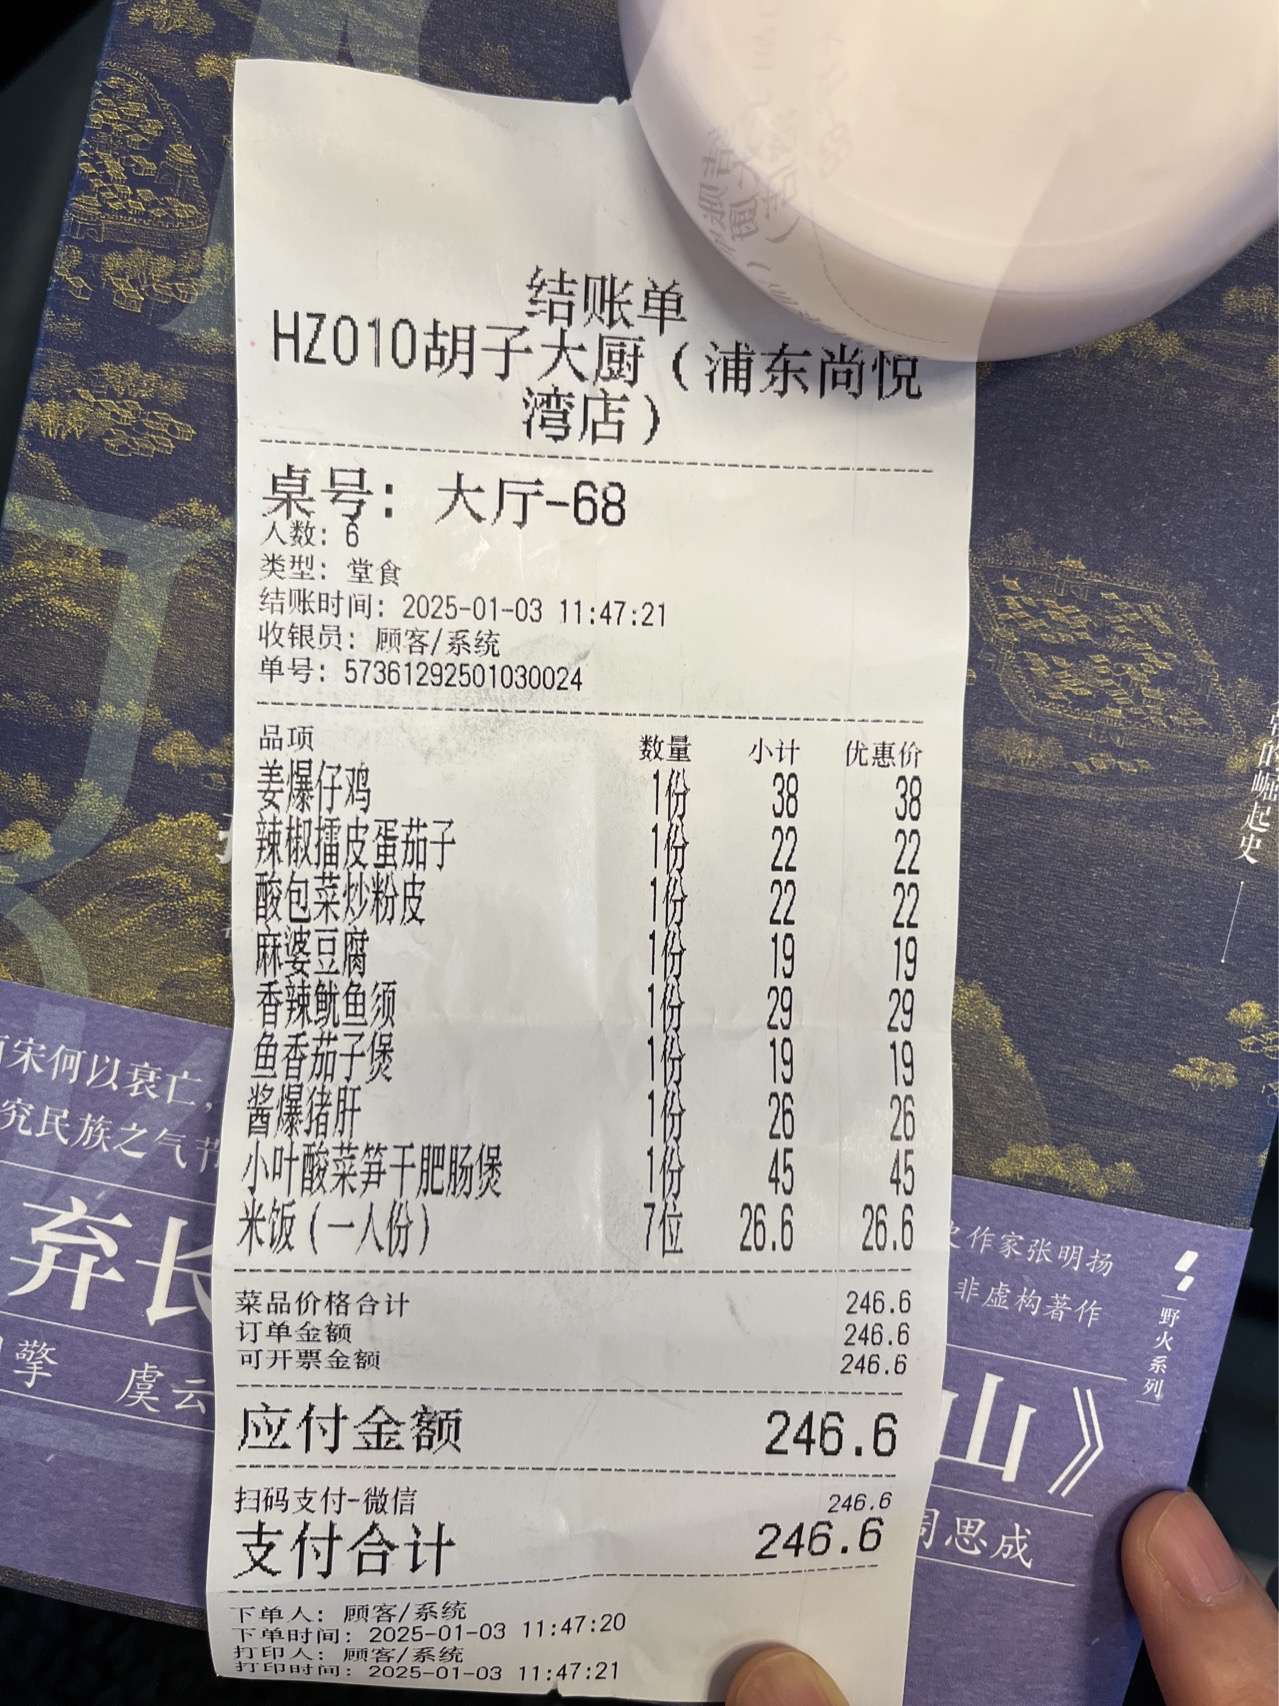 结账单
HZ010胡子大厨（浦东尚悦
湾店）
桌号：大厅-68
人数：6
类型：堂食
结账时间：2025-01-03 11:47:21
收银员：顾客/系统
单号：57361292501030024
品项 数量 小计 优惠价
姜爆仔鸡 1份 38 38
辣椒擂皮蛋茄子 1份 22 22
酸包菜炒粉皮 1份 22 22
麻婆豆腐 1份 19 19
香辣鱿鱼须 1份 29 29
鱼香茄子煲 1份 19 19
酱爆猪肝 1份 26 26
小叶酸菜笋干肥肠煲 1份 45 45
米饭（一人份） 7位 26.6 26.6
菜品价格合计 246.6
订单金额 246.6
可开票金额 246.6
应付金额 246.6
扫码支付-微信 246.6
支付合计 246.6
下单人：顾客/系统
下单时间：2025-01-03 11:47:20
打印人：顾客/系统
打印时间：2025-01-03 11:47:21
的崛起史
宋何以衰亡，
究民族之气节
弃长
擎 虞云
作家张明扬
非虚构著作
山》
周思成
野火系列